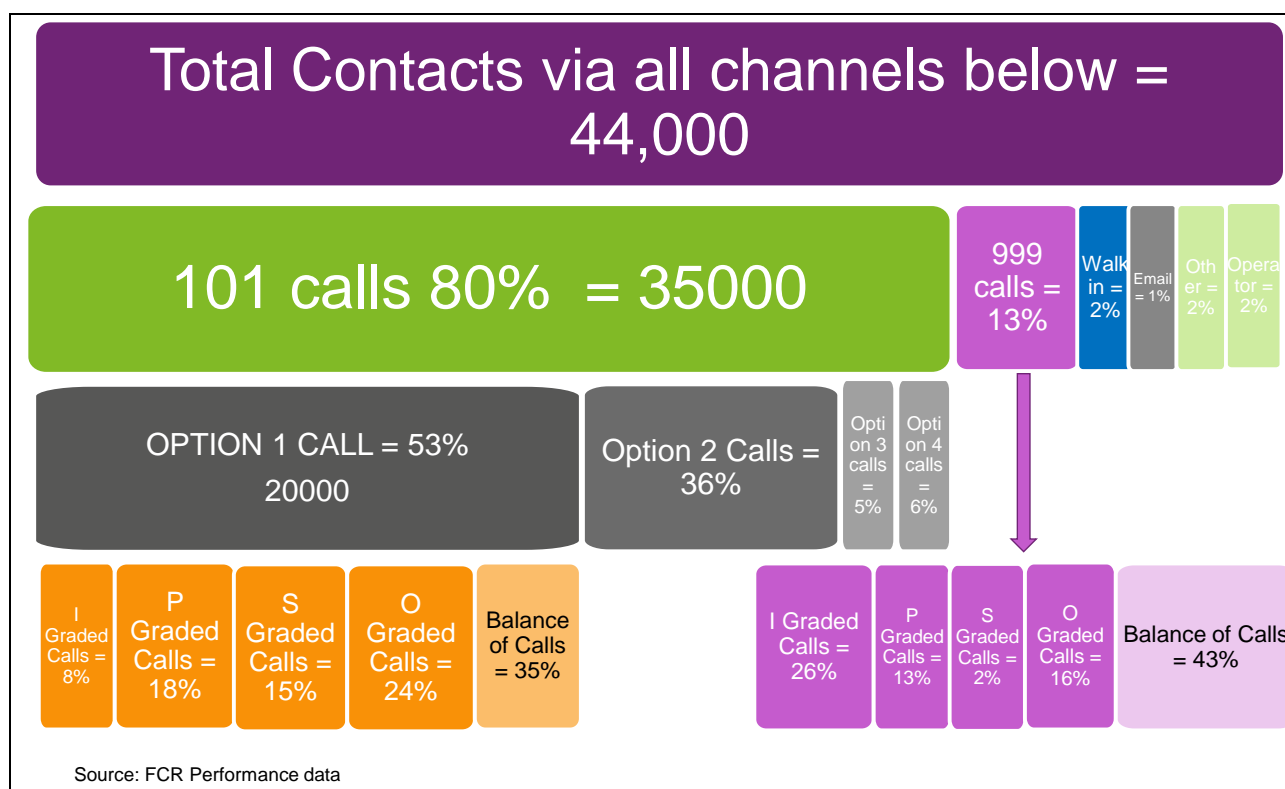 Total Contacts via all channels below =
44,000
101 calls 80%  = 35000
999
calls =
13%
Walk
in =
2%
Email
= 1%
Oth
er =
2%
Opera
tor =
2%
OPTION 1 CALL = 53%
20000
Option 2 Calls =
36%
Opti
on 3
calls
=
5%
Opti
on 4
calls
=
6%
I
Graded
Calls =
8%
P
Graded
Calls =
18%
S
Graded
Calls =
15%
O
Graded
Calls =
24%
Balance
of Calls
= 35%
I Graded
Calls =
26%
P
Graded
Calls =
13%
S
Graded
Calls =
2%
O
Graded
Calls =
16%
Balance of Calls
= 43%
Source: FCR Performance data